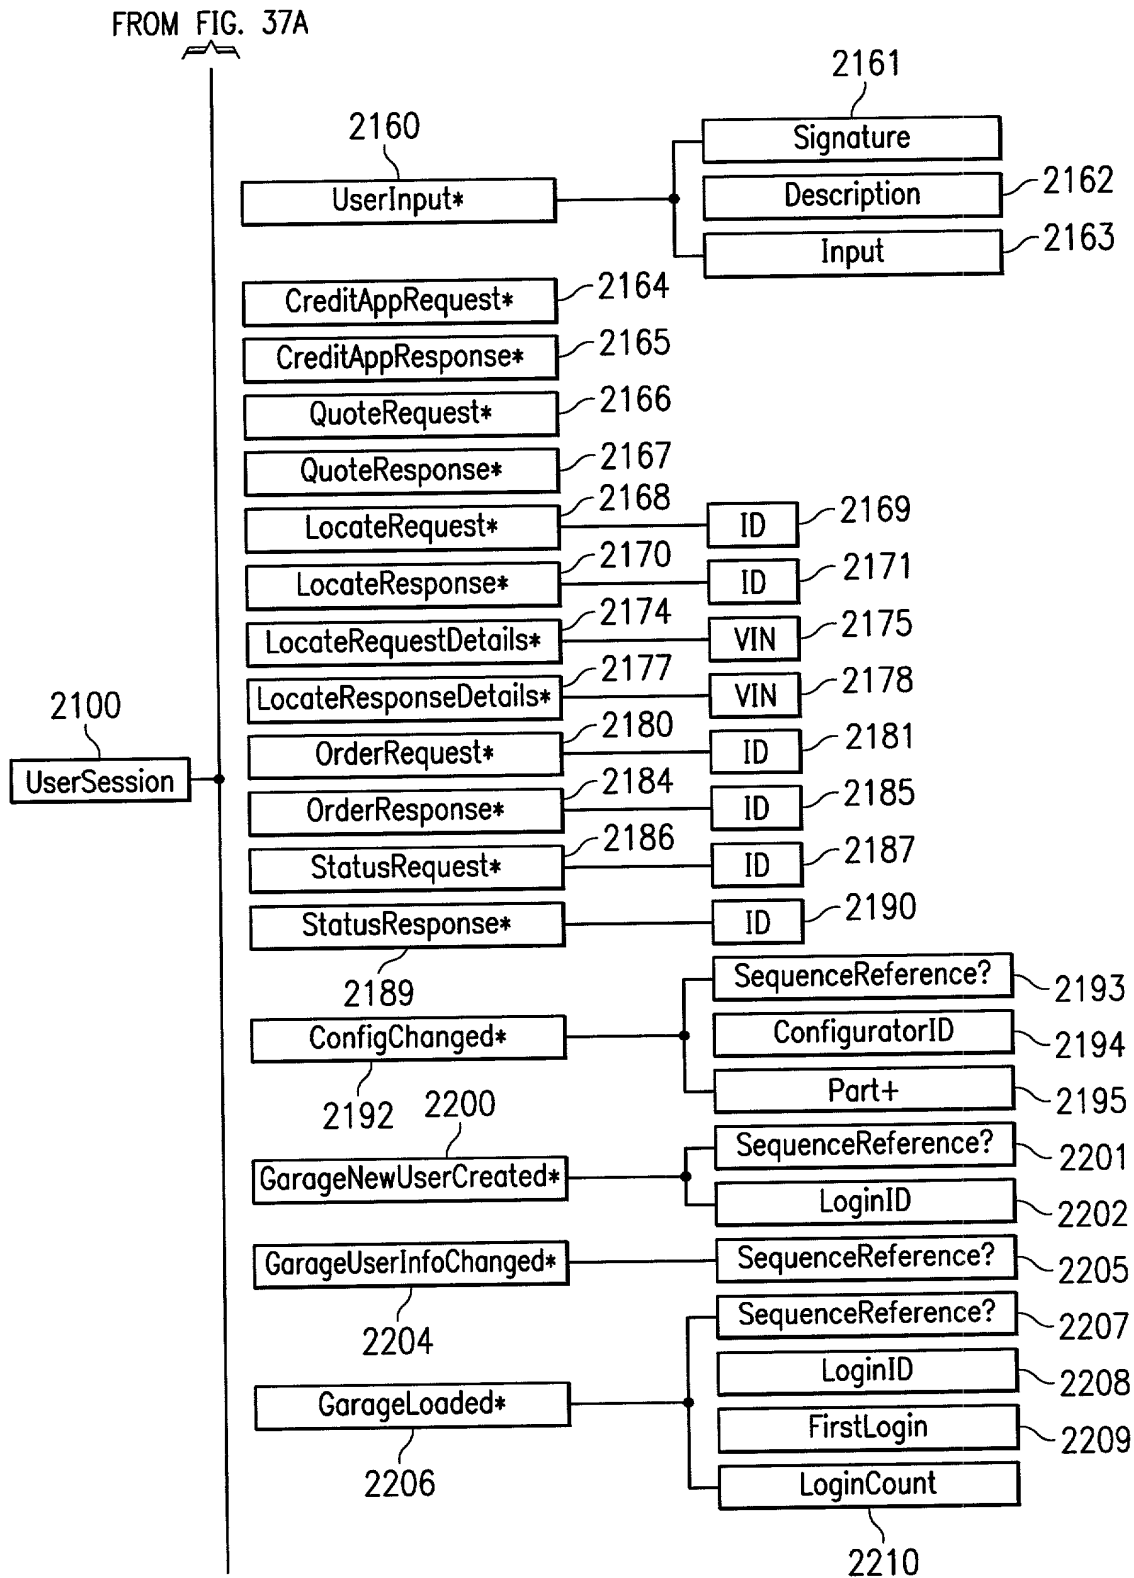 FROM FIG. 37A
2161
Signature
2160
UserInput*
Description
2162
Input
2163
CreditAppRequest*
2164
CreditAppResponse*
2165
QuoteRequest*
2166
QuoteResponse*
2167
LocateRequest*
2168
ID
2169
LocateResponse*
2170
ID
2171
LocateRequestDetails*
2174
VIN
2175
LocateResponseDetails*
2177
VIN
2178
2100
UserSession
OrderRequest*
2180
ID
2181
OrderResponse*
2184
ID
2185
StatusRequest*
2186
ID
2187
StatusResponse*
2189
ID
2190
ConfigChanged*
2192
SequenceReference?
2193
ConfiguratorID
2194
Part+
2195
2200
GarageNewUserCreated*
SequenceReference?
2201
LoginID
2202
GarageUserInfoChanged*
2204
SequenceReference?
2205
GarageLoaded*
2206
SequenceReference?
2207
LoginID
2208
FirstLogin
2209
LoginCount
2210